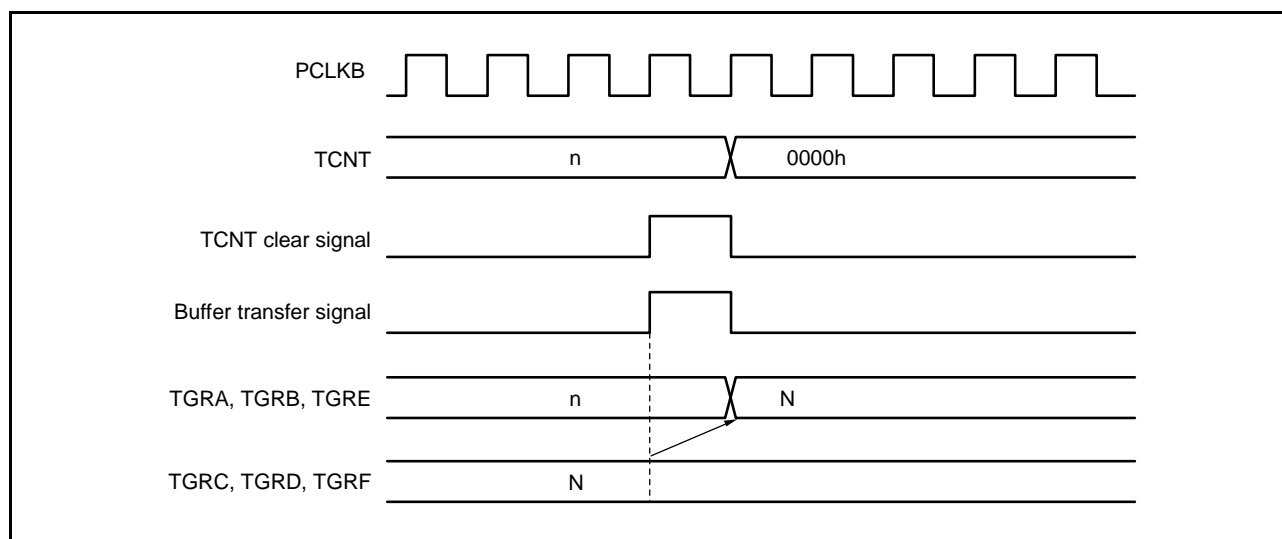 PCLKB
TCNT n 0000h
TCNT clear signal
Buffer transfer signal
TGRA, TGRB, TGRE n N
TGRC, TGRD, TGRF N